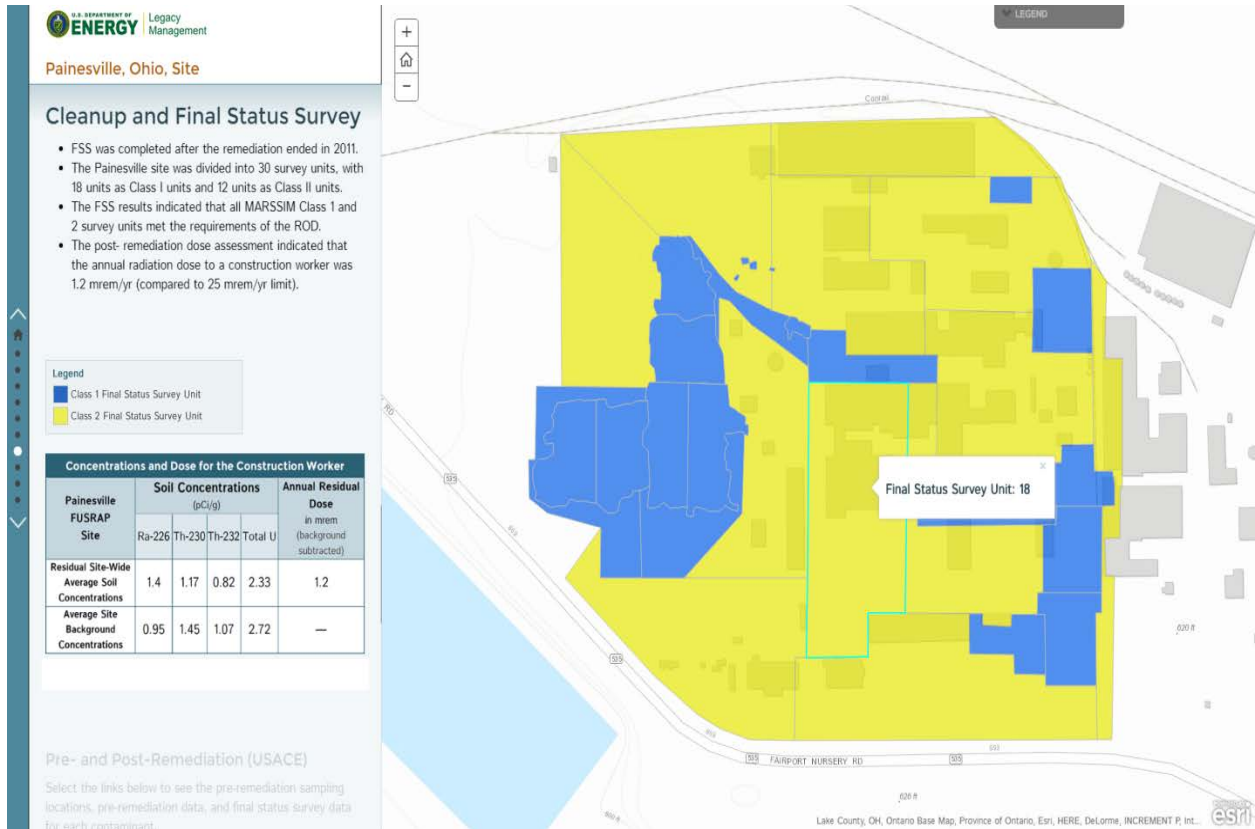 U.S. DEPARTMENT OF
ENERGY
Legacy
Management
Painesville, Ohio, Site
Cleanup and Final Status Survey
• FSS was completed after the remediation ended in 2011.
• The Painesville site was divided into 30 survey units, with
18 units as Class I units and 12 units as Class II units.
• The FSS results indicated that all MARSSIM Class 1 and
2 survey units met the requirements of the ROD.
• The post- remediation dose assessment indicated that
the annual radiation dose to a construction worker was
1.2 mrem/yr (compared to 25 mrem/yr limit).
Legend
Class 1 Final Status Survey Unit
Class 2 Final Status Survey Unit
Concentrations and Dose for the Construction Worker
Painesville
FUSRAP
Site
Soil Concentrations
(pCi/g)
Annual Residual
Dose
in mrem
(background
subtracted)
Ra-226 Th-230 Th-232 Total U
Residual Site-Wide
Average Soil
Concentrations
1.4 1.17 0.82 2.33 1.2
Average Site
Background
Concentrations
0.95 1.45 1.07 2.72 —
Pre- and Post-Remediation (USACE)
Select the links below to see the pre-remediation sampling
locations, pre-remediation data, and final status survey data
for each contaminant.
+
−
LEGEND
Conrail
RD
535
Final Status Survey Unit: 18
x
620 ft
535
535
FAIRPORT NURSERY RD
535
626 ft
Lake County, OH, Ontario Base Map, Province of Ontario, Esri, HERE, DeLorme, INCREMENT P, Int...
esri